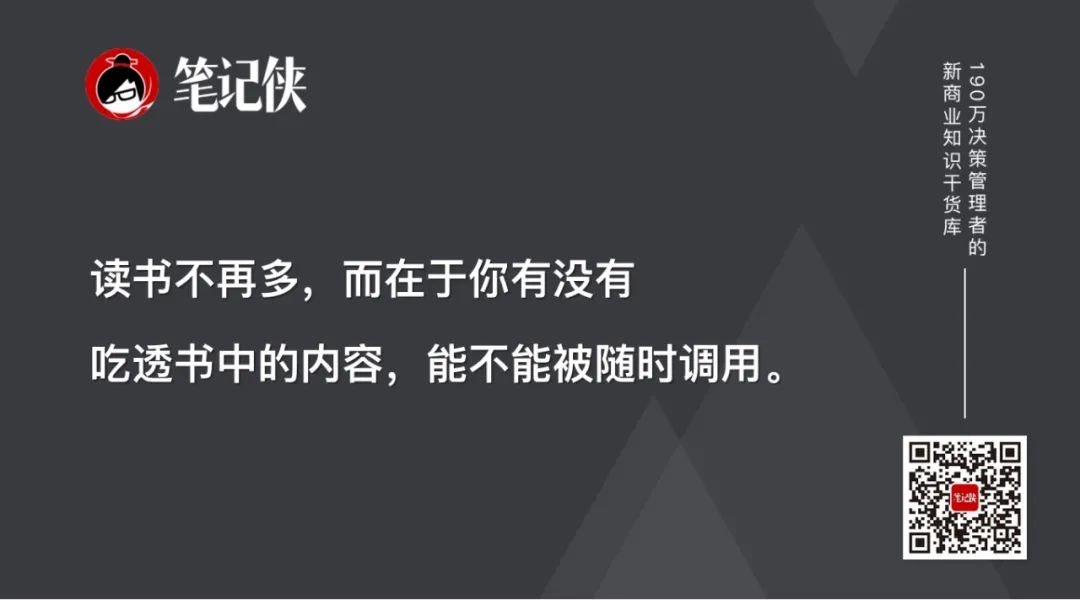 笔记侠
190万决策管理者的
新商业知识干货库
读书不再多，而在于你有没有
吃透书中的内容，能不能被随时调用。
笔记侠